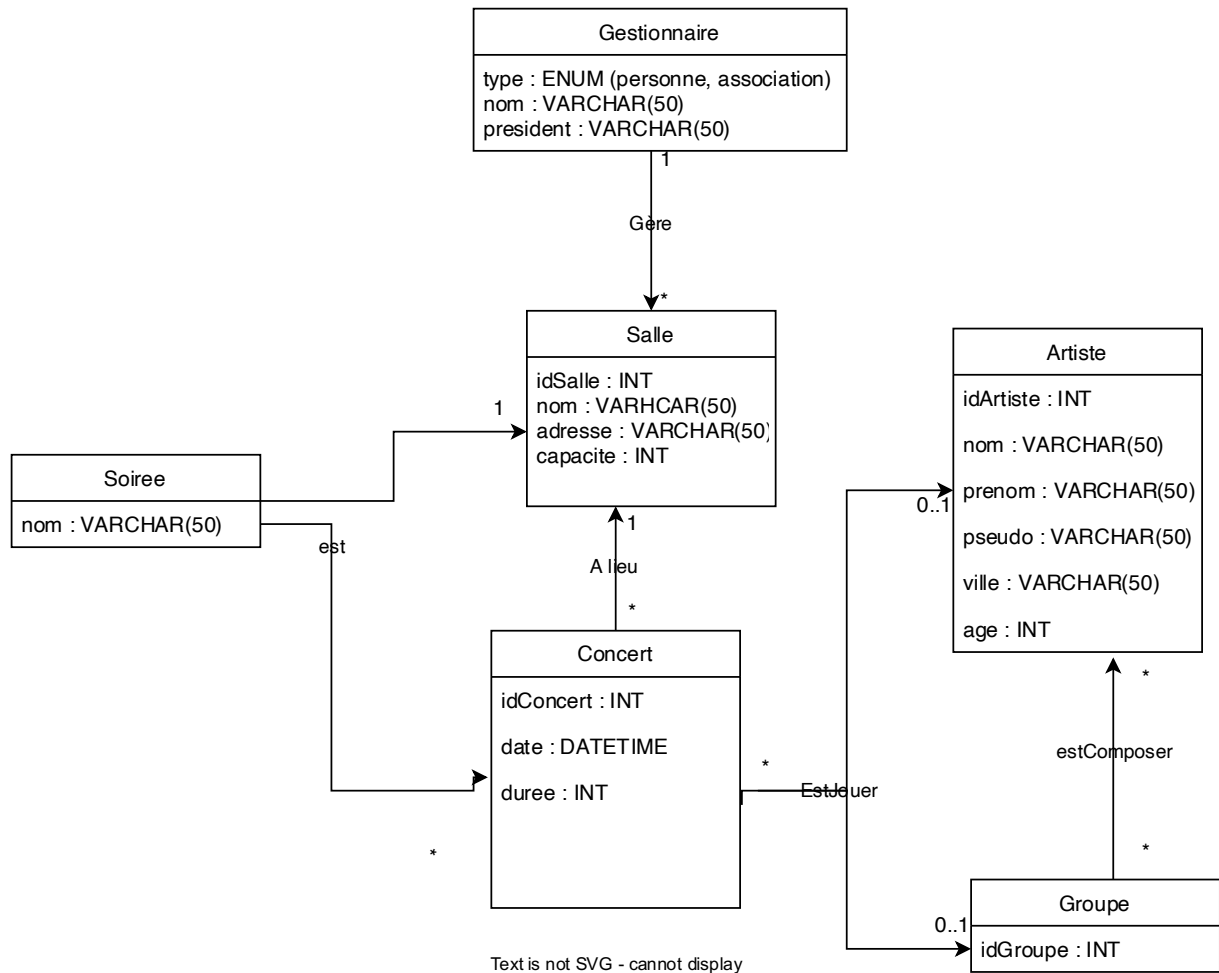 Gestionnaire
type : ENUM (personne, association)
nom : VARCHAR(50)
president : VARCHAR(50)
1
Gère
*
Salle
idSalle : INT
nom : VARHCAR(50)
adresse : VARCHAR(50)
capacite : INT
1
Soiree
nom : VARCHAR(50)
est
1
A lieu
*
Concert
idConcert : INT
date : DATETIME
duree : INT
*
*
EstJouer
0..1
Artiste
idArtiste : INT
nom : VARCHAR(50)
prenom : VARCHAR(50)
pseudo : VARCHAR(50)
ville : VARCHAR(50)
age : INT
*
estComposer
*
0..1
Groupe
idGroupe : INT
Text is not SVG - cannot display